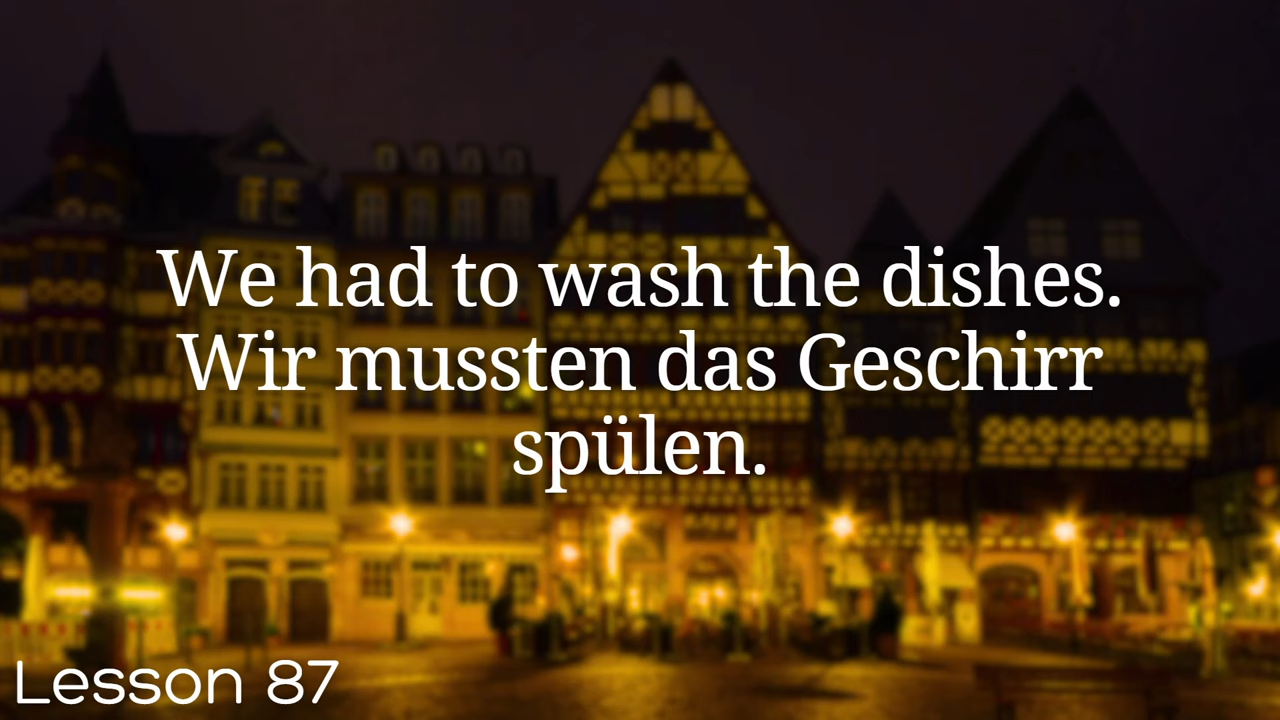 We had to wash the dishes.
Wir mussten das Geschirr
spülen.
Lesson 87